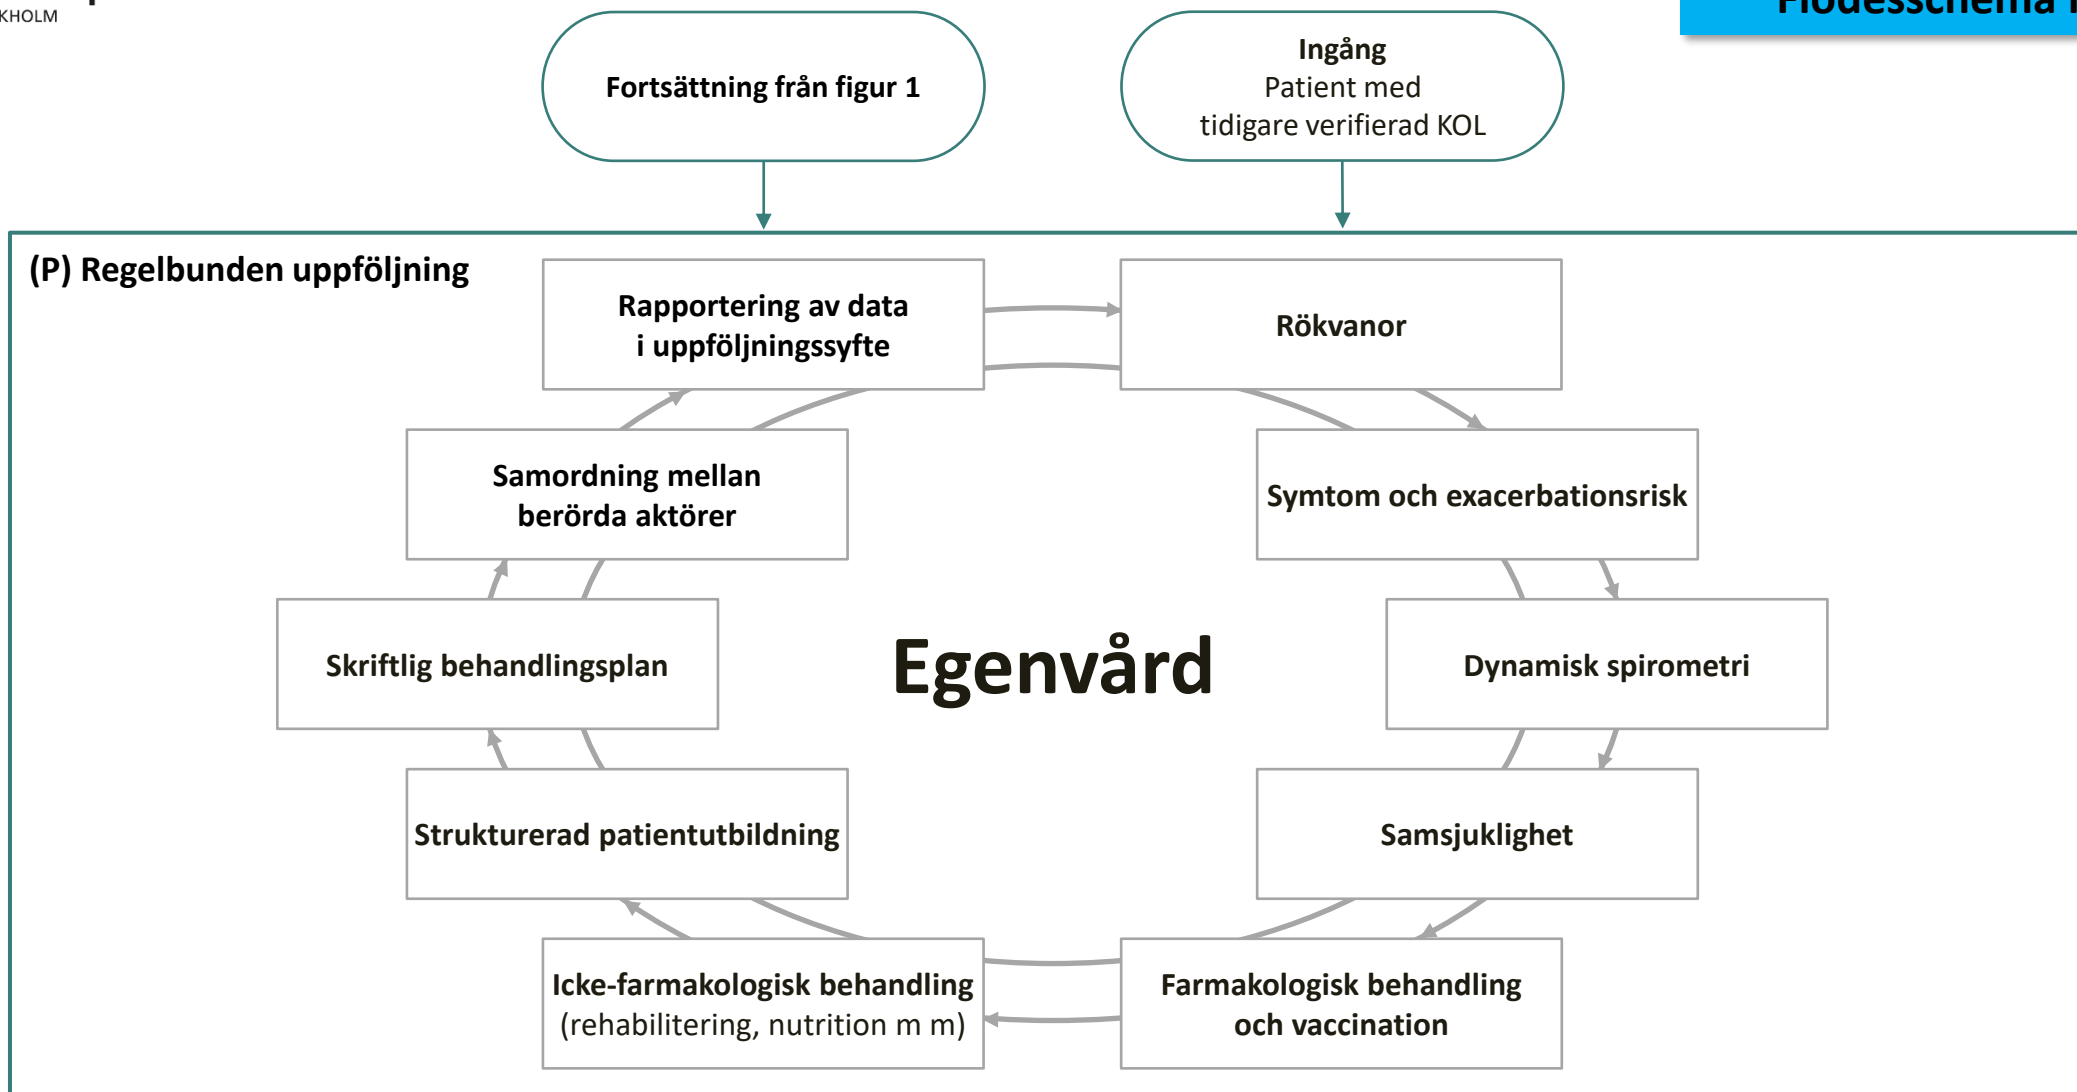 KHOLM
Flödesschema
Fortsättning från figur 1
Ingång
Patient med
tidigare verifierad KOL
(P) Regelbunden uppföljning
Rapportering av data
i uppföljningssyfte
Rökvanor
Samordning mellan
berörda aktörer
Symtom och exacerbationsrisk
Skriftlig behandlingsplan
Egenvård
Dynamisk spirometri
Strukturerad patientutbildning
Samsjuklighet
Icke-farmakologisk behandling
(rehabilitering, nutrition m m)
Farmakologisk behandling
och vaccination